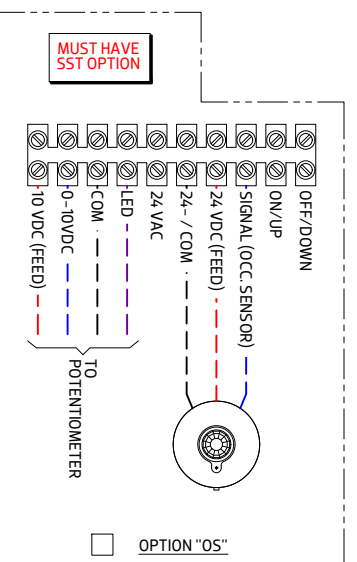 MUST HAVE
SST OPTION
10 VDC (FEED)
0-10VDC
COM
LED
24 VAC
24- / COM
24 VDC (FEED)
SIGNAL (OCC. SENSOR)
ON/UP
OFF/DOWN
TO
POTENTIOMETER
OPTION "OS"